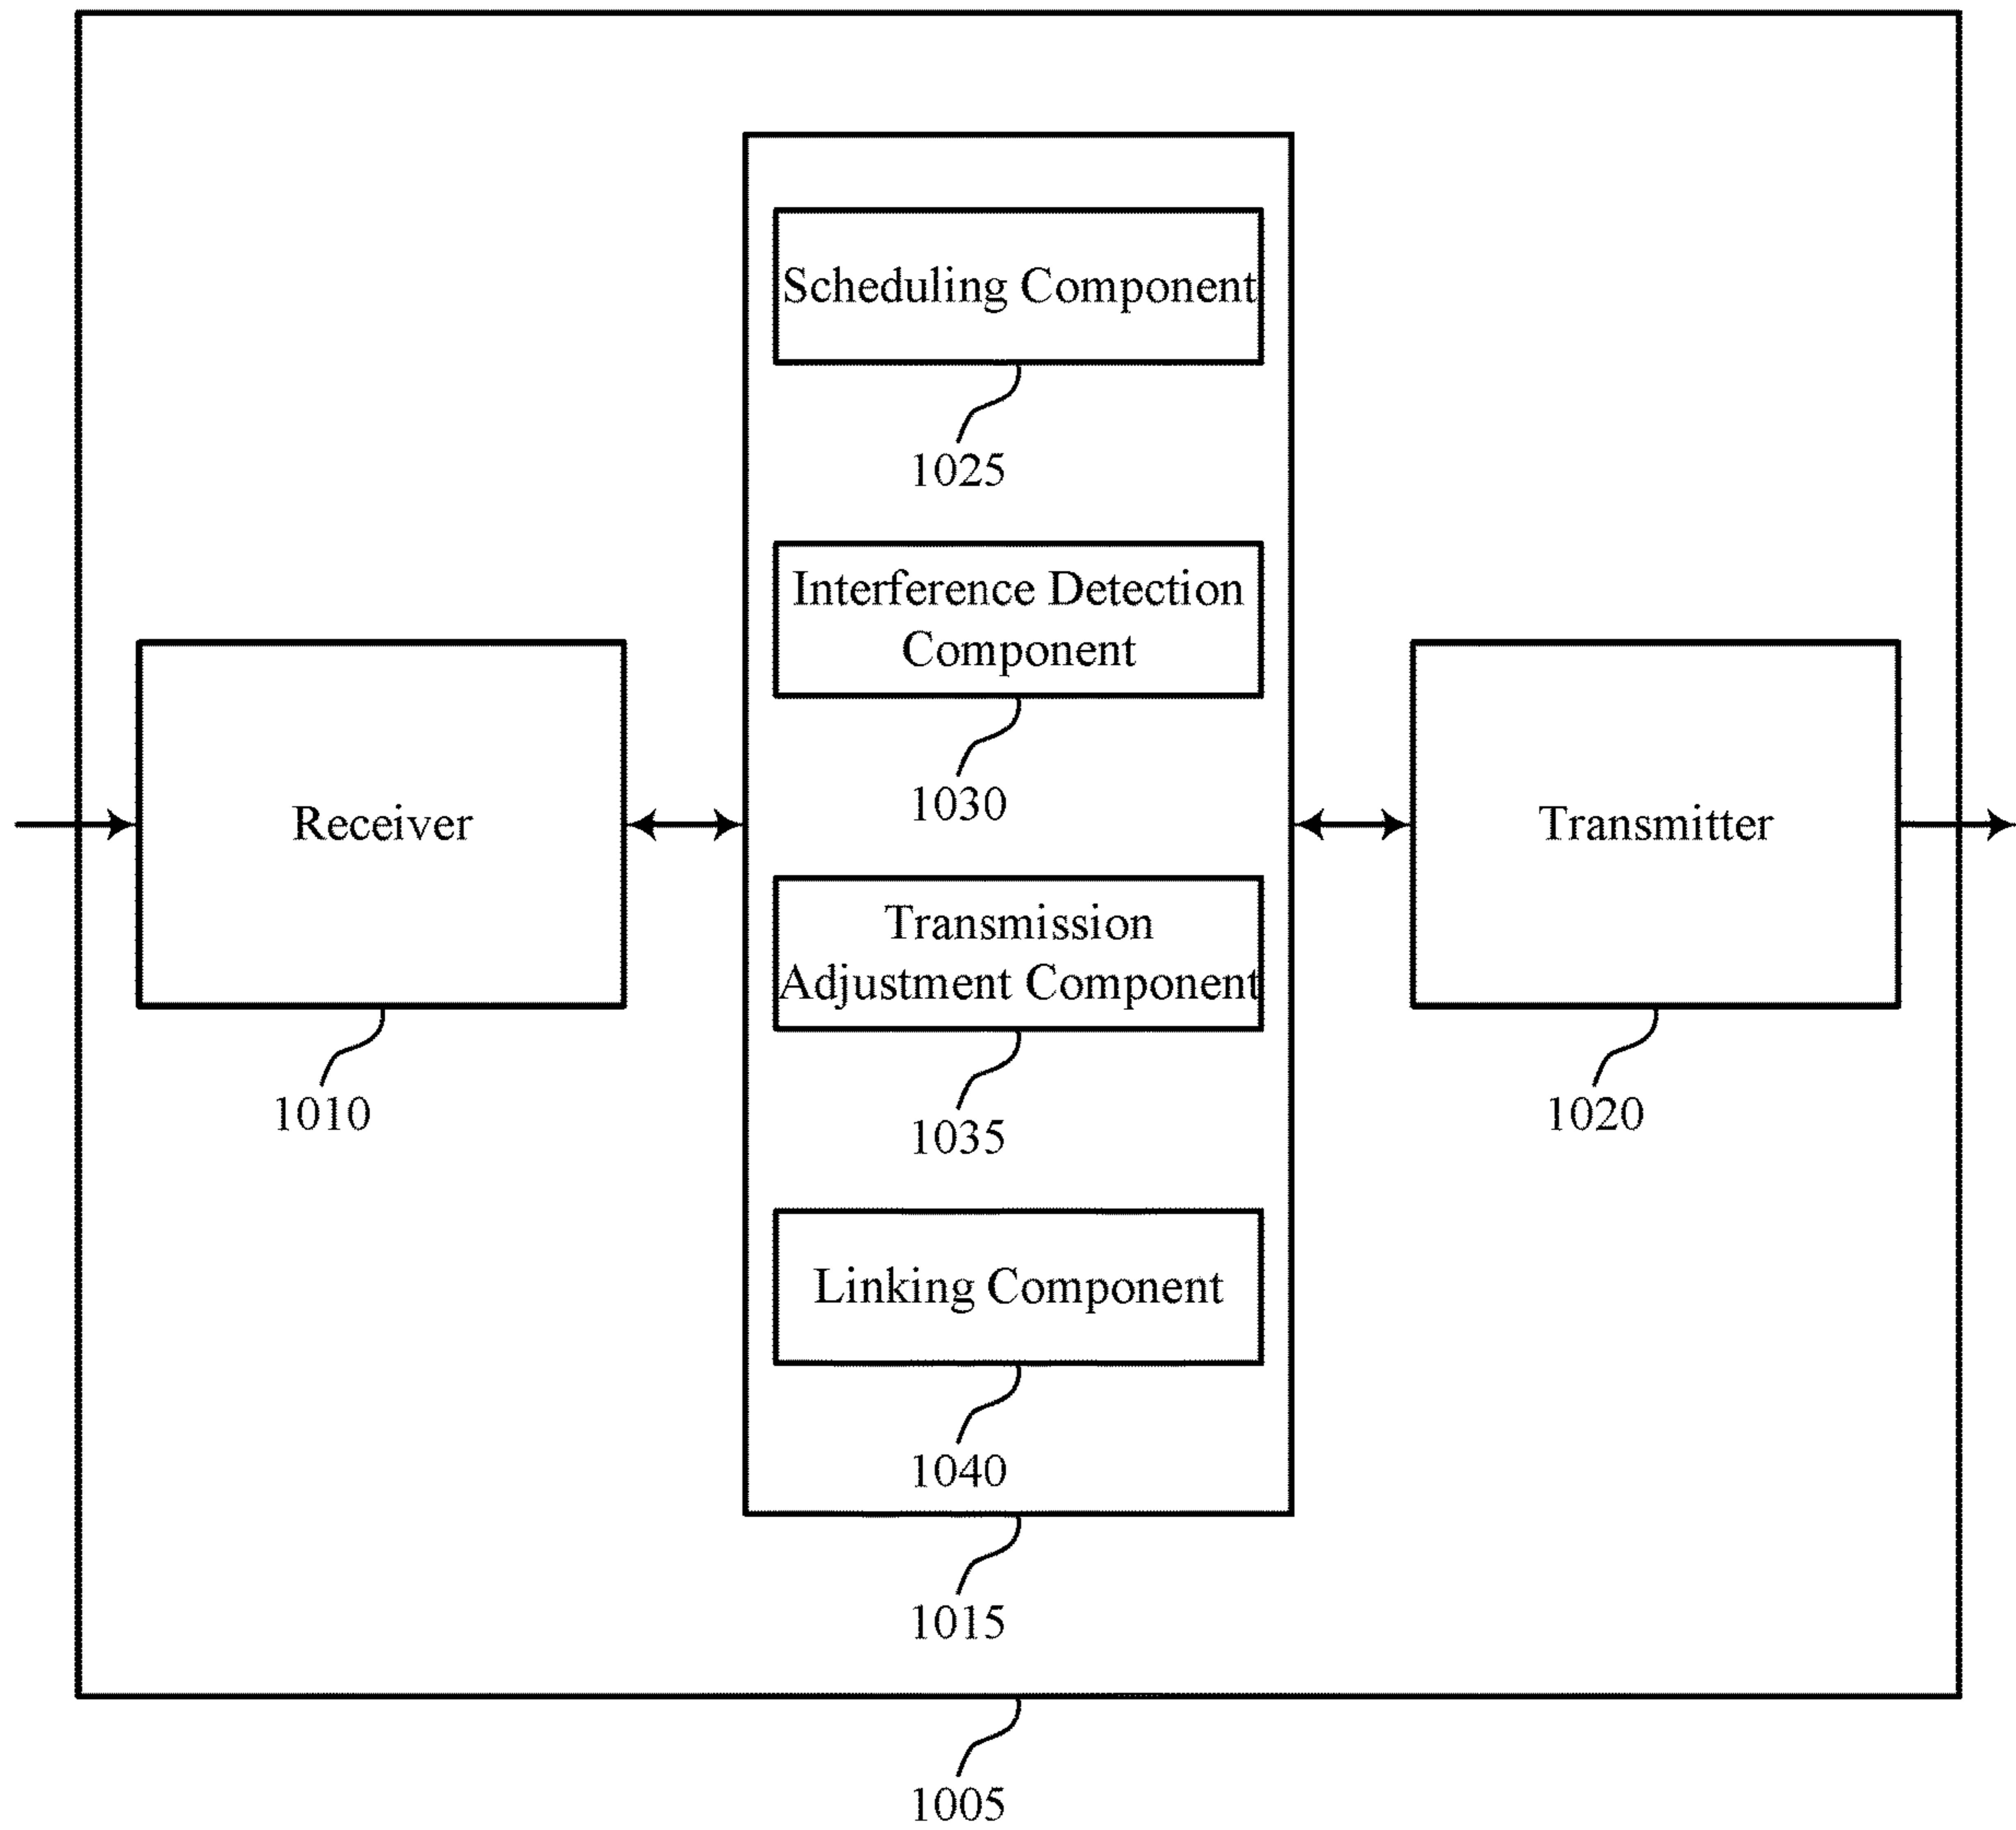 Scheduling Component
1025
Interference Detection
Component
1030
Receiver
1010
Transmitter
1020
Transmission
Adjustment Component
1035
Linking Component
1040
1015
1005